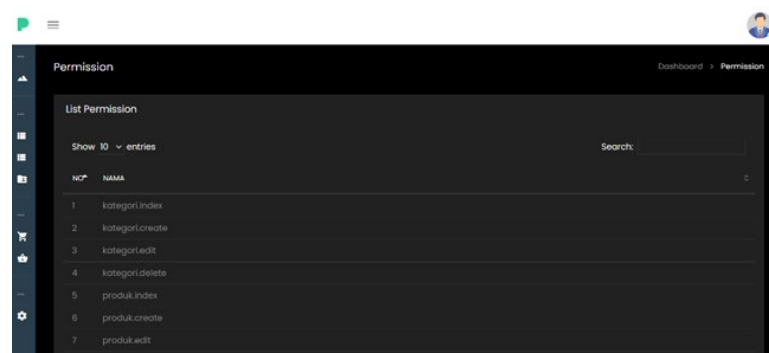 Permission
Dashboard > Permission
List Permission
Show 10 entries
Search:
NO NAMA
1 kategori.index
2 kategori.create
3 kategori.edit
4 kategori.delete
5 produk.index
6 produk.create
7 produk.edit